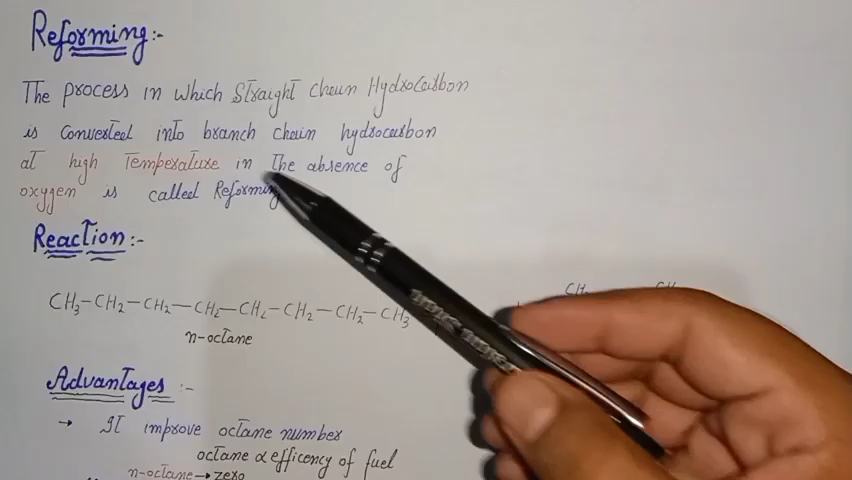 Reforming:-
The process in which Straight chain Hydrocarbon
is converted into branch chain hydrocarbon
at high Temperature in the absence of
oxygen is called Reforming
Reaction:-
CH3-CH2-CH2-CH2-CH2-CH2-CH2-CH3
n-octane
Advantages:-
→ It improve octane number
octane α efficency of fuel
n-octane→zero